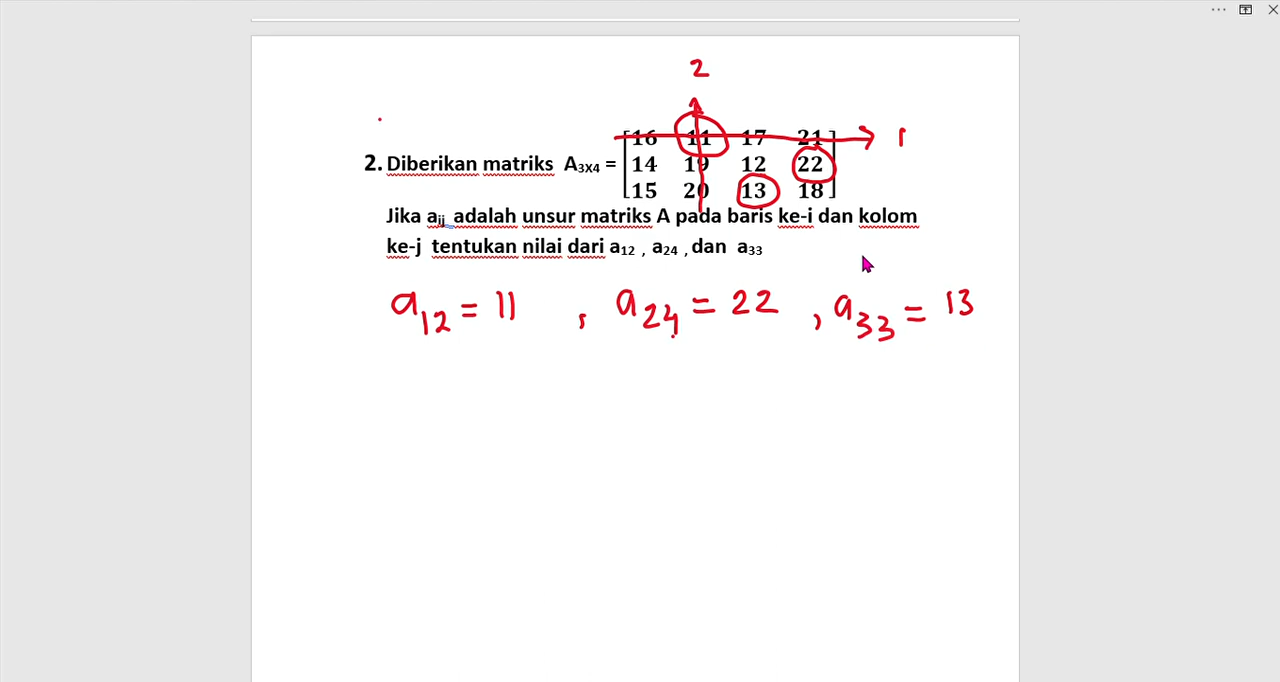 2
16 11 17 21 1
2. Diberikan matriks A3X4 = 14 19 12 22
15 20 13 18
Jika aij adalah unsur matriks A pada baris ke-i dan kolom
ke-j tentukan nilai dari a12 , a24 ,dan a33
a12 = 11 , a24 = 22 , a33 = 13